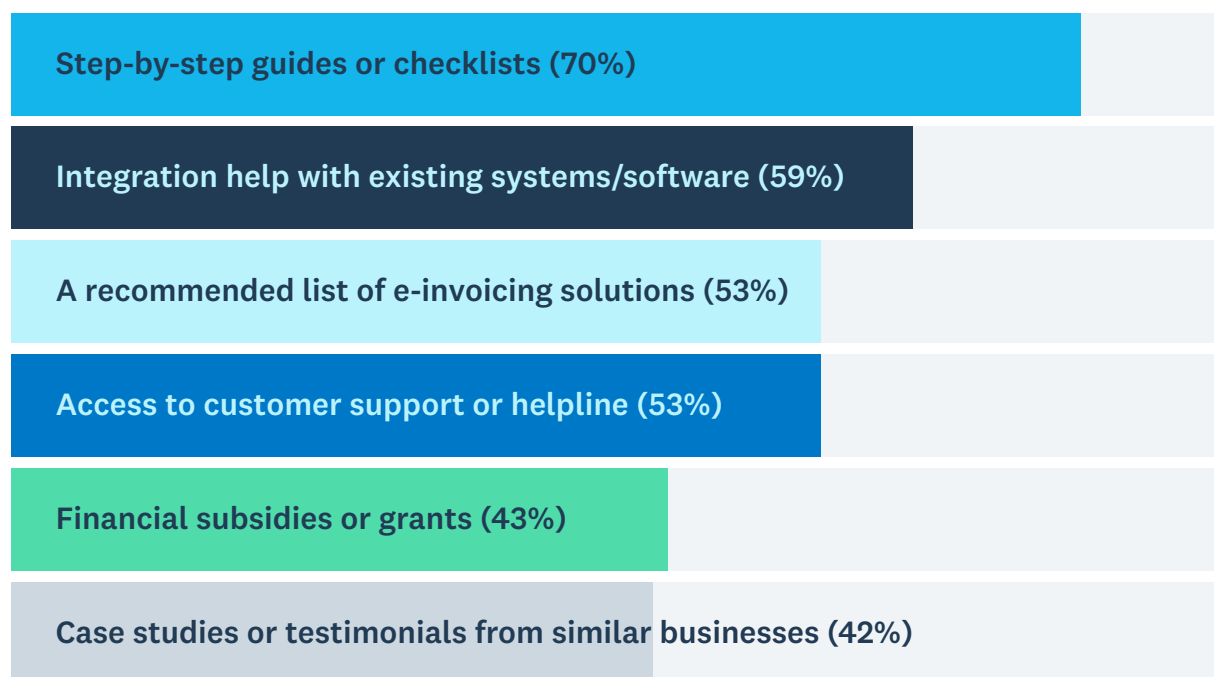 Step-by-step guides or checklists (70%)
Integration help with existing systems/software (59%)
A recommended list of e-invoicing solutions (53%)
Access to customer support or helpline (53%)
Financial subsidies or grants (43%)
Case studies or testimonials from similar businesses (42%)